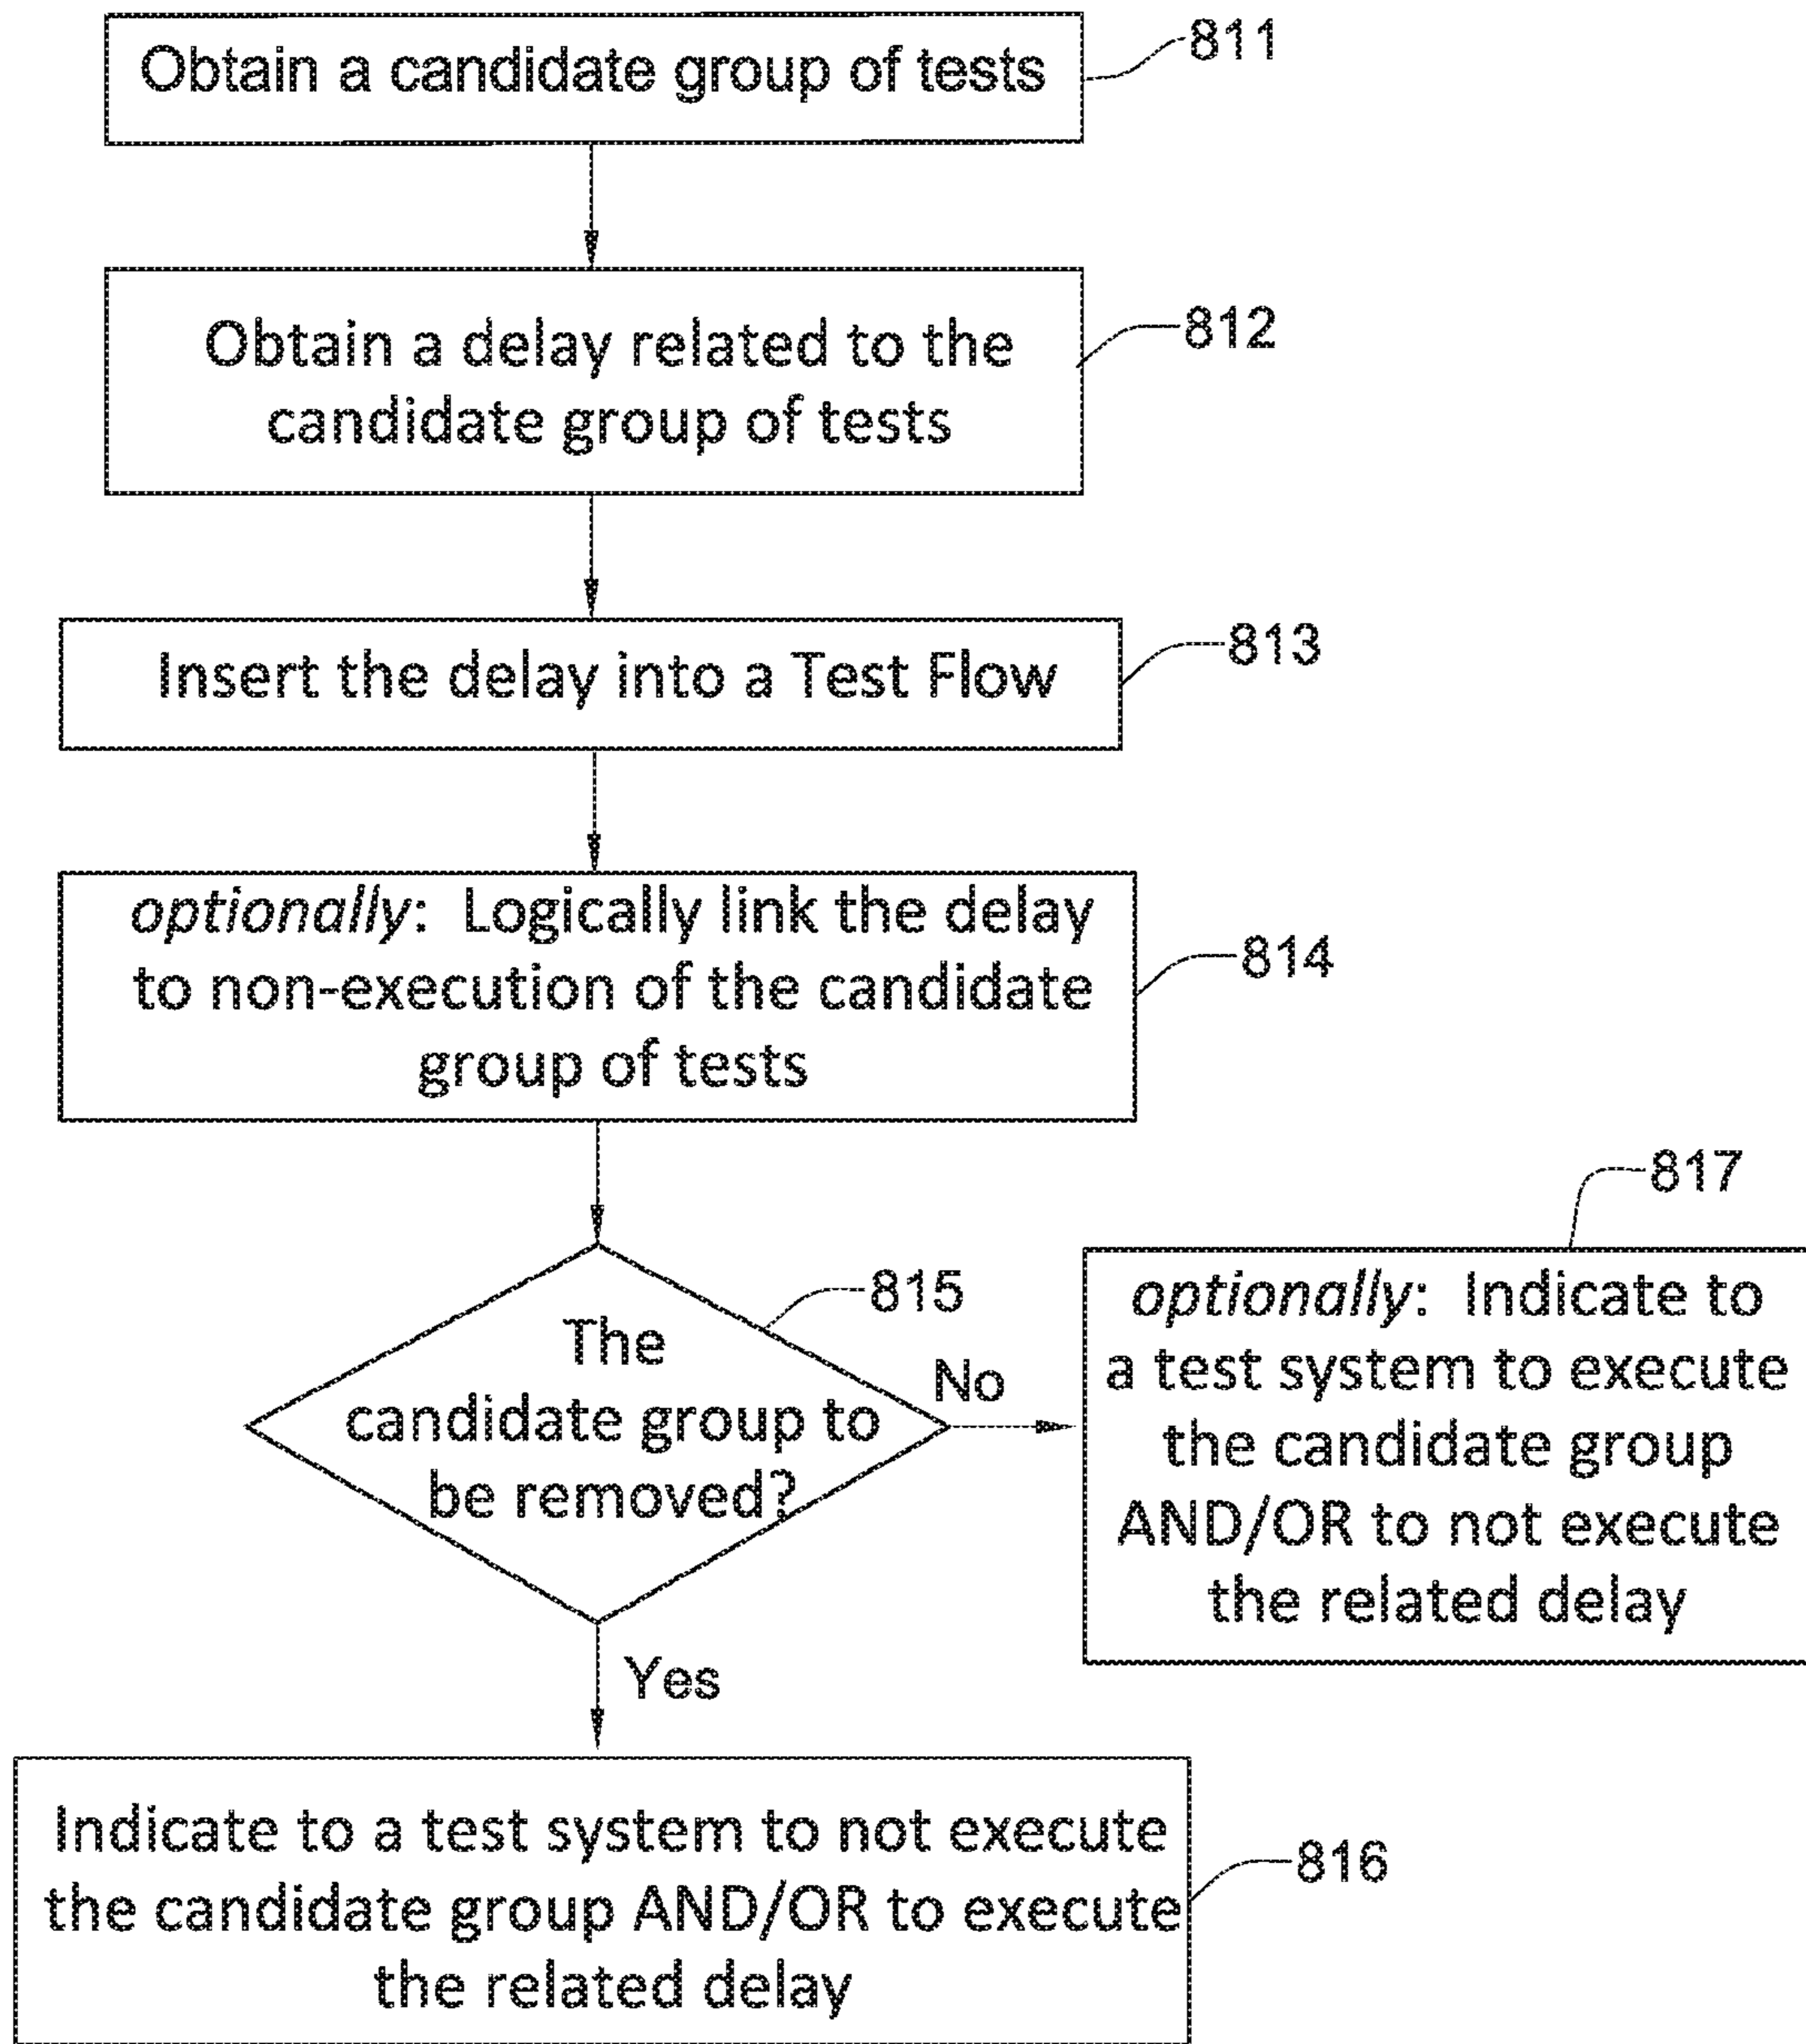 Obtain a candidate group of tests
811
Obtain a delay related to the
candidate group of tests
812
Insert the delay into a Test Flow
813
optionally: Logically link the delay
to non-execution of the candidate
group of tests
814
The
candidate group to
be removed?
815
No
817
optionally: Indicate to
a test system to execute
the candidate group
AND/OR to not execute
the related delay
Yes
Indicate to a test system to not execute
the candidate group AND/OR to execute
the related delay
816